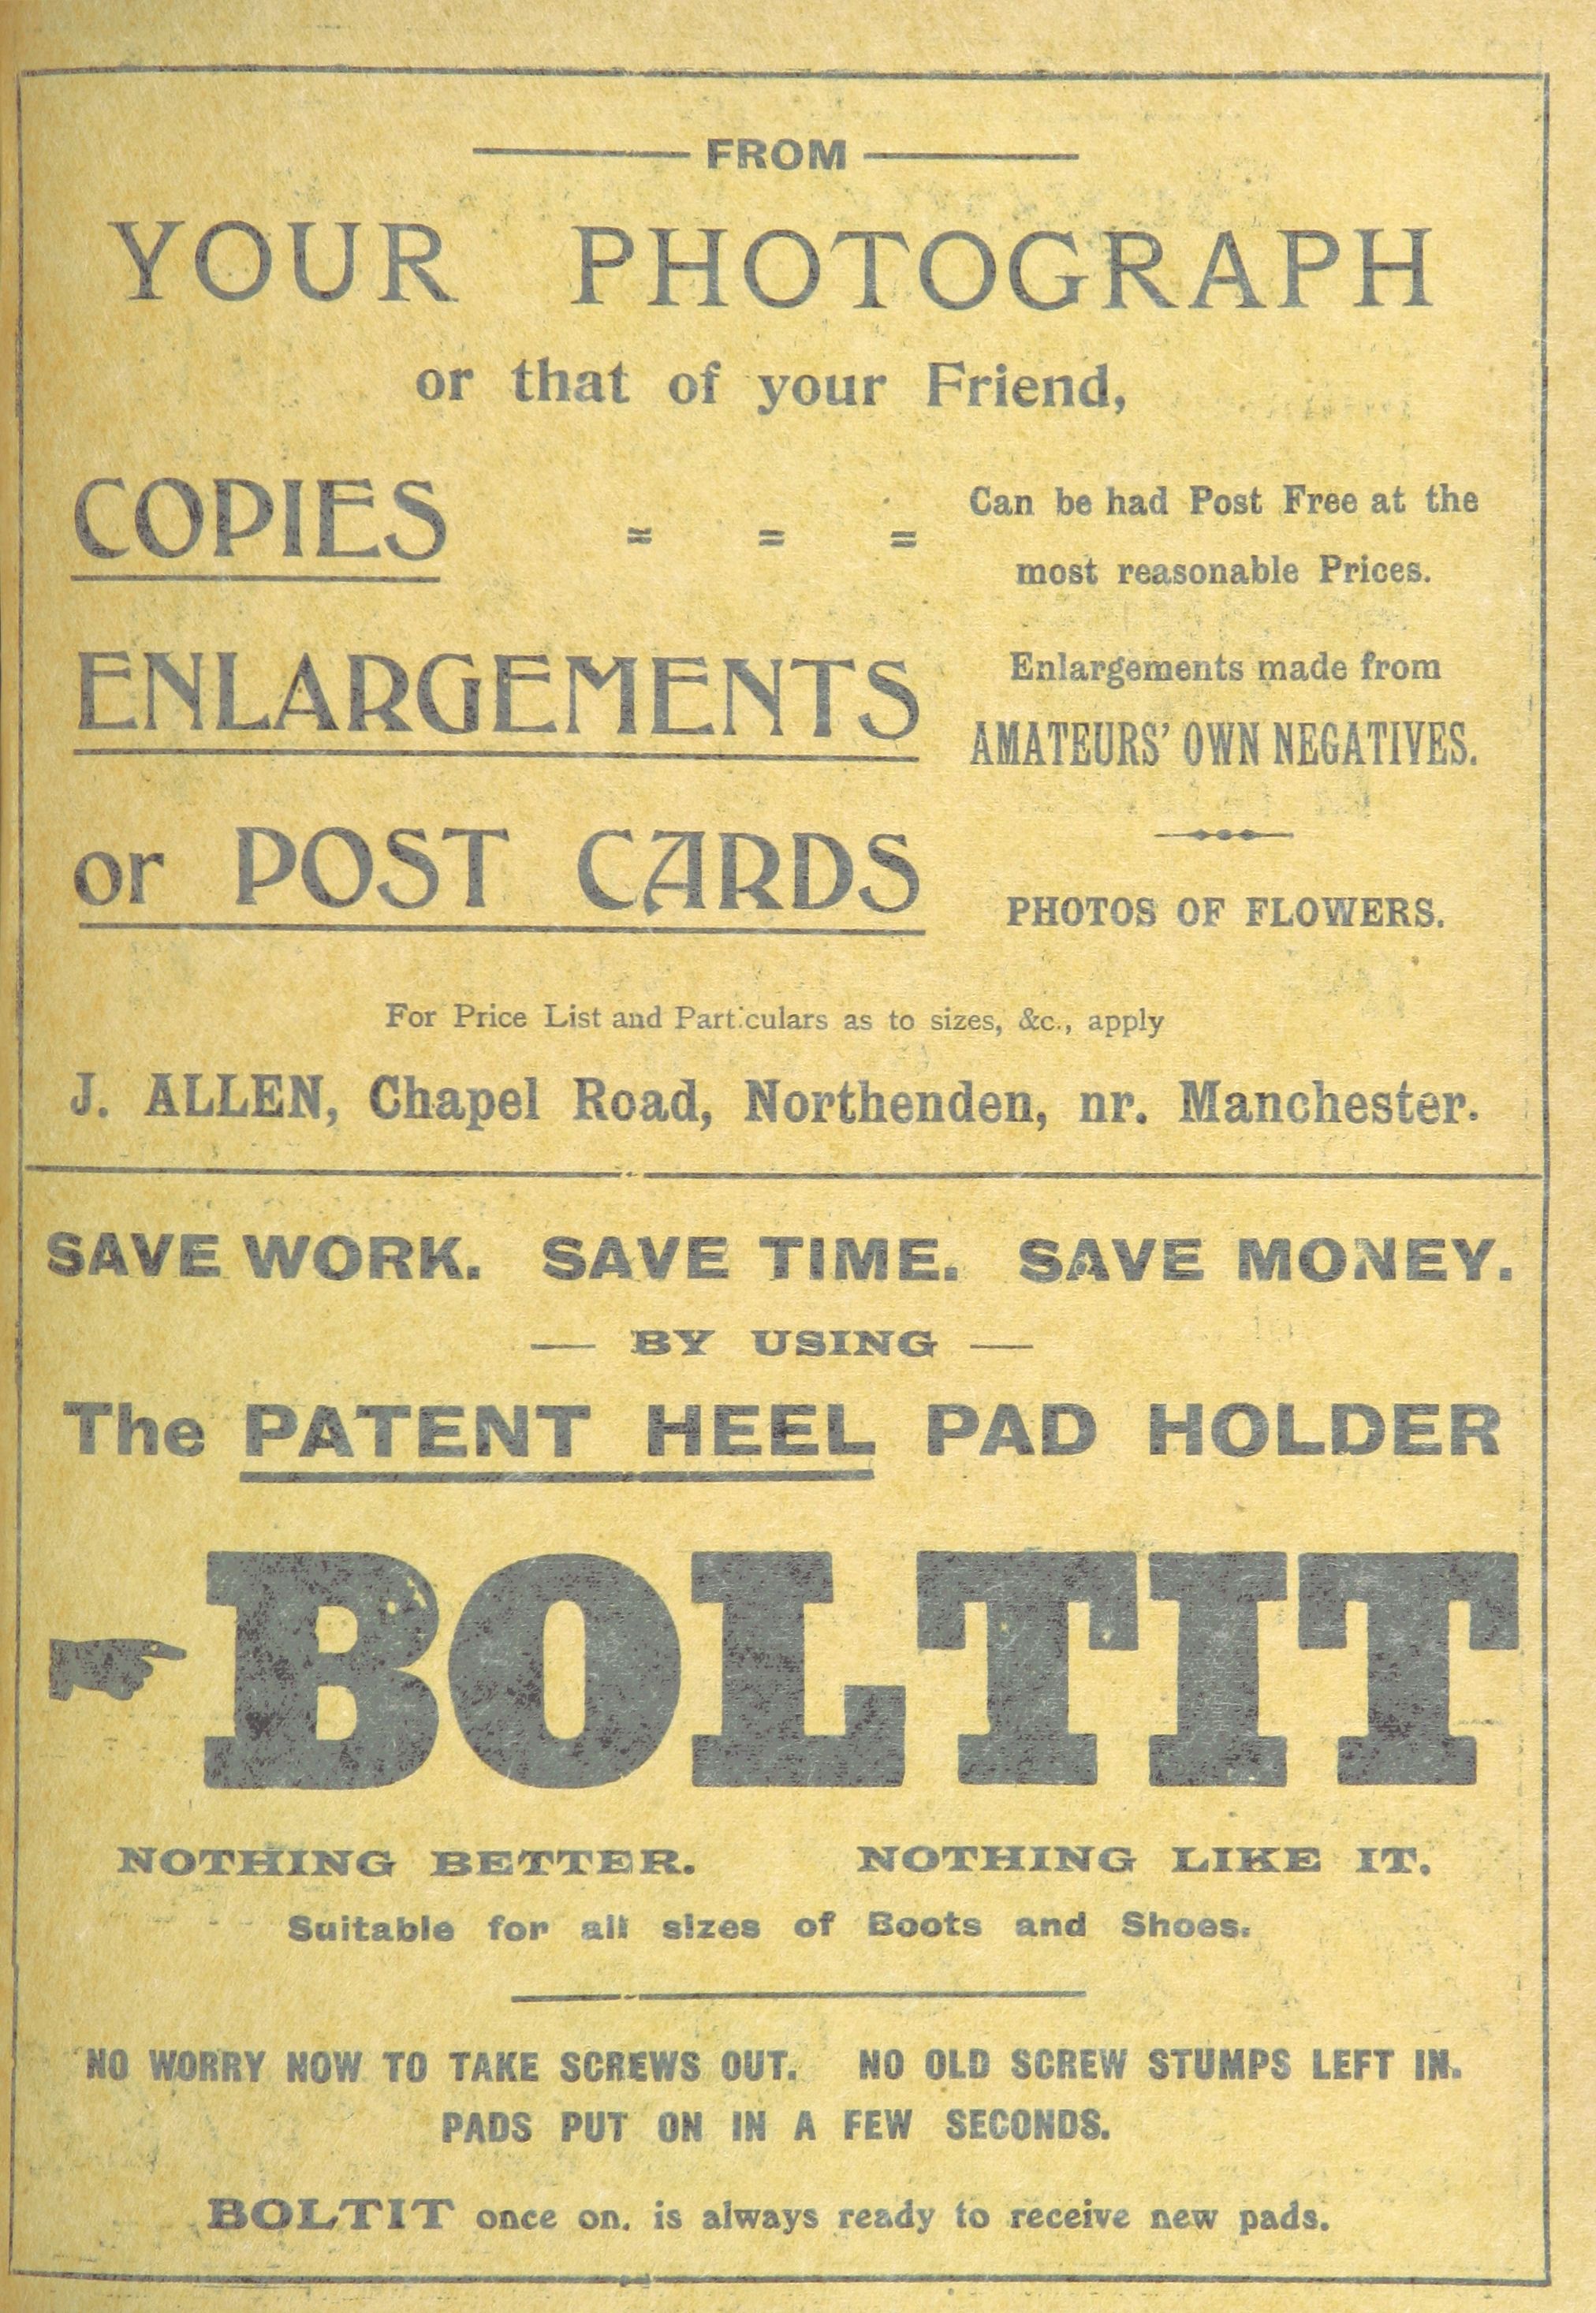 FROM
YOUR PHOTOGRAPH
or that of your Friend,
COPIES = = =
Can be had Post Free at the
most reasonable Prices.
ENLARGEMENTS
Enlargements made from
AMATEURS' OWN NEGATIVES.
or POST CARDS
PHOTOS OF FLOWERS.
For Price List and Particulars as to sizes, &c., apply
J. ALLEN, Chapel Road, Northenden, nr. Manchester.
SAVE WORK. SAVE TIME. SAVE MONEY.
— BY USING —
The PATENT HEEL PAD HOLDER
BOLTIT
NOTHING BETTER. NOTHING LIKE IT.
Suitable for all sizes of Boots and Shoes.
NO WORRY NOW TO TAKE SCREWS OUT. NO OLD SCREW STUMPS LEFT IN.
PADS PUT ON IN A FEW SECONDS.
BOLTIT once on. is always ready to receive new pads.